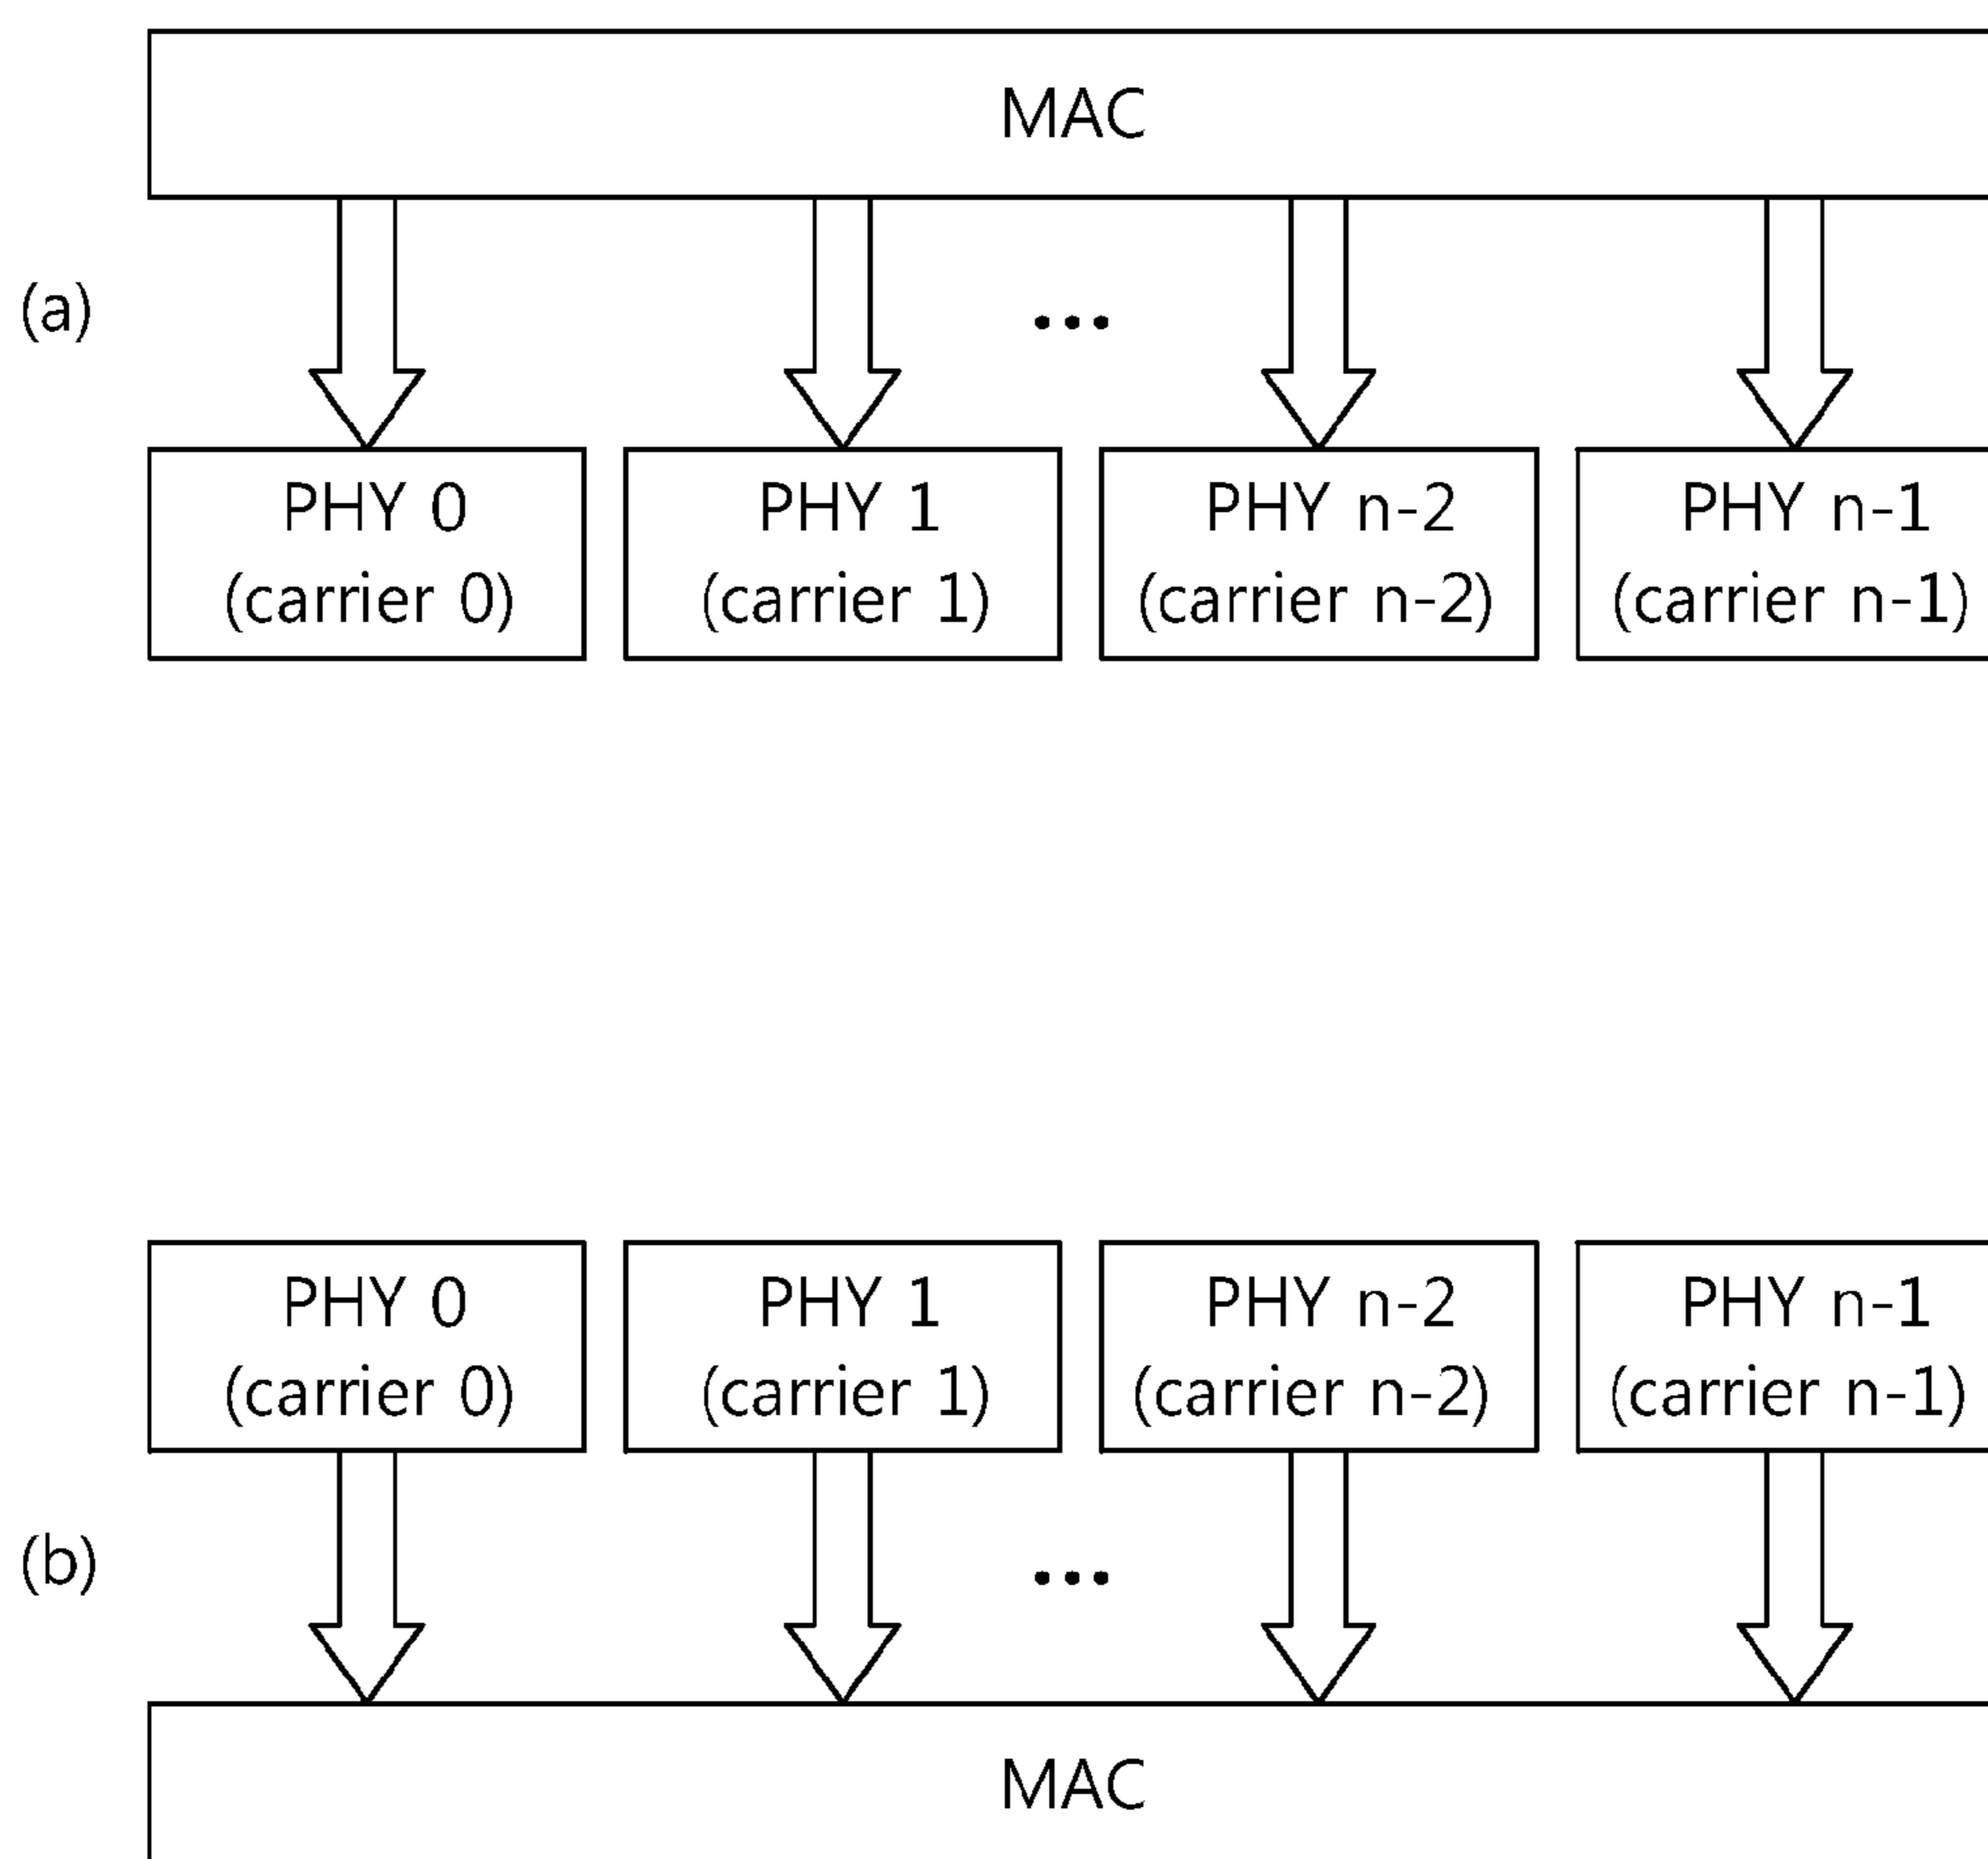 MAC
(a)
...
PHY 0
(carrier 0)
PHY 1
(carrier 1)
PHY n-2
(carrier n-2)
PHY n-1
(carrier n-1)
PHY 0
(carrier 0)
PHY 1
(carrier 1)
PHY n-2
(carrier n-2)
PHY n-1
(carrier n-1)
(b)
...
MAC